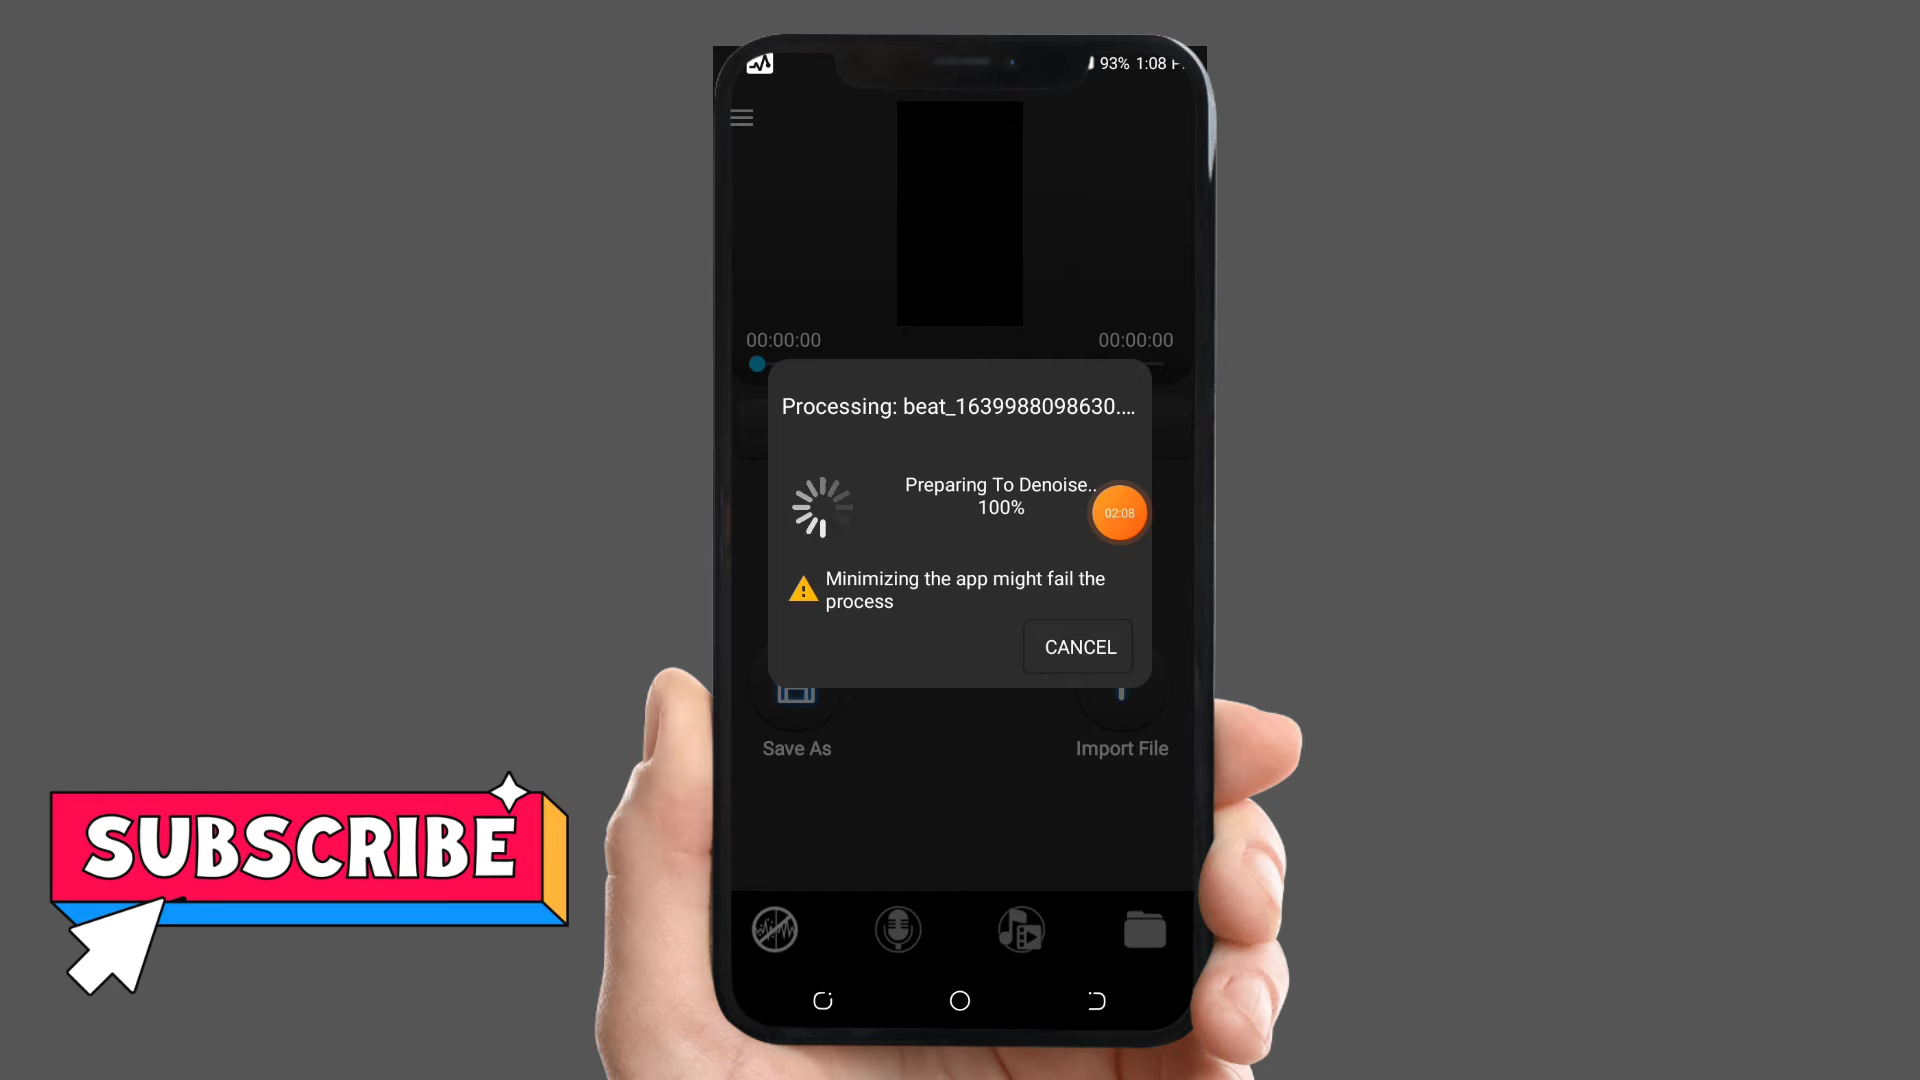 93% 1:08
00:00:00 00:00:00
Processing: beat_1639988098630....
Preparing To Denoise..
100%
02:08
Minimizing the app might fail the
process
CANCEL
Save As Import File
SUBSCRIBE